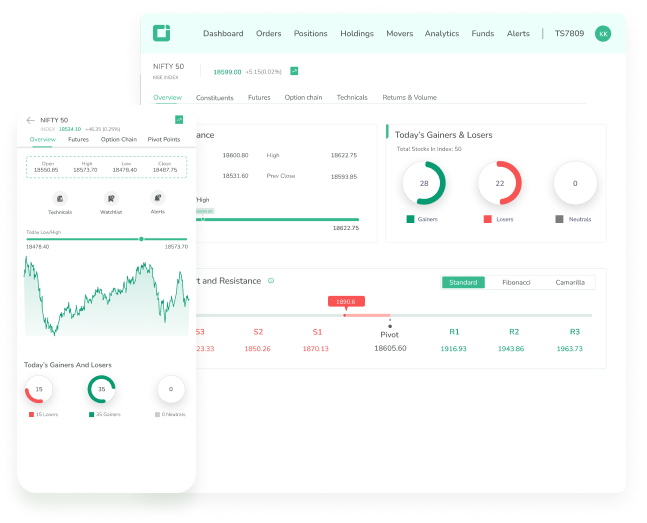 Dashboard Orders Positions Holdings Movers Analytics Funds Alerts TS7809 KK
NIFTY 50
NSE INDEX
18599.00 +5.15(0.02%)
Overview Constituents Futures Option chain Technicals Returns & Volume
ance
18600.80 High 18622.75
18531.60 Prev Close 18593.85
/High
18622.75
Today's Gainers & Losers
Total Stocks In Index: 50
28 22 0
Gainers Losers Neutrals
t and Resistance
Standard Fibonacci Camarilla
1890.6
S3 S2 S1 Pivot R1 R2 R3
23.33 1850.26 1870.13 18605.60 1916.93 1943.86 1963.73
NIFTY 50
INDEX 18534.10 +46.35 (0.25%)
Overview Futures Option Chain Pivot Points
Open High Low Close
18550.85 18573.70 18478.40 18487.75
Technicals Watchlist Alerts
Today Low/High
18478.40 18573.70
Today's Gainers And Losers
15 35 0
15 Losers 35 Gainers 0 Neutrals